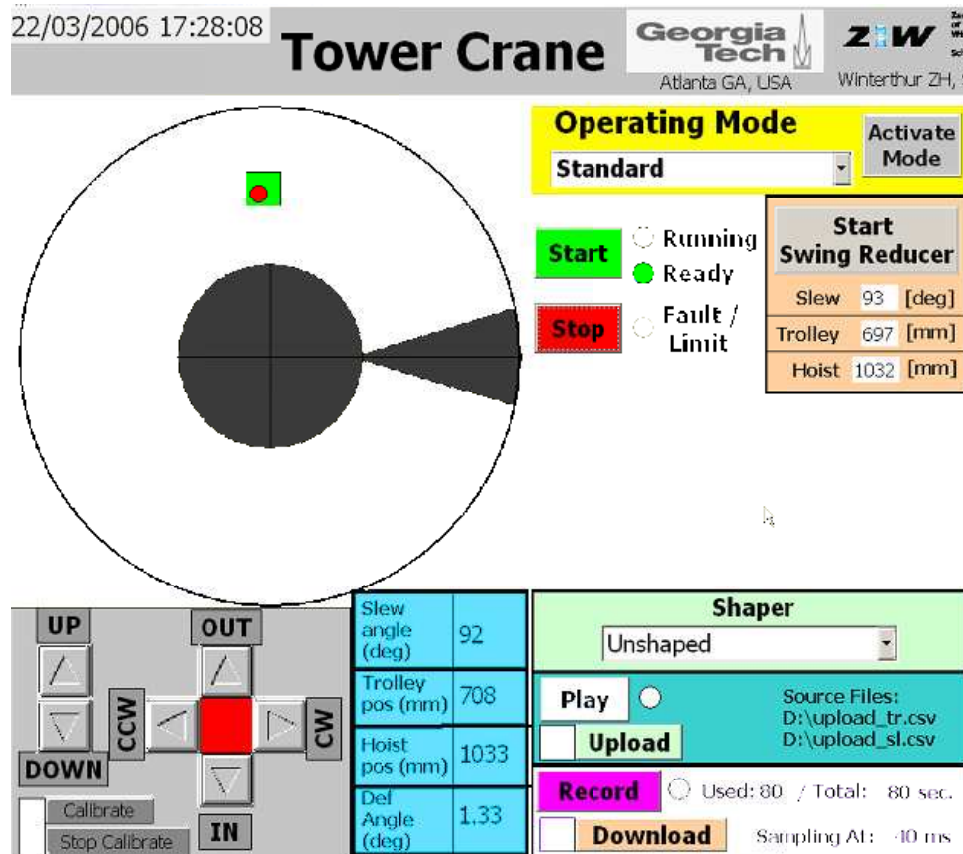 22/03/2006 17:28:08
Tower Crane
Georgia
Tech
Atlanta GA, USA
Winterthur ZH,
Operating Mode
Standard
Activate
Mode
Start
Stop
Running
Ready
Fault /
Limit
Start
Swing Reducer
Slew 93 [deg]
Trolley 697 [mm]
Hoist 1032 [mm]
UP
DOWN
OUT
CCW
CW
IN
Calibrate
Stop Calibrate
Slew
angle
(deg)
92
Trolley
pos (mm)
708
Hoist
pos (mm)
1033
Def
Angle
(deg)
1.33
Shaper
Unshaped
Play
Upload
Source Files:
D:\upload_tr.csv
D:\upload_sl.csv
Record
Used: 80 / Total: 80 sec.
Download
Sampling At: 40 ms